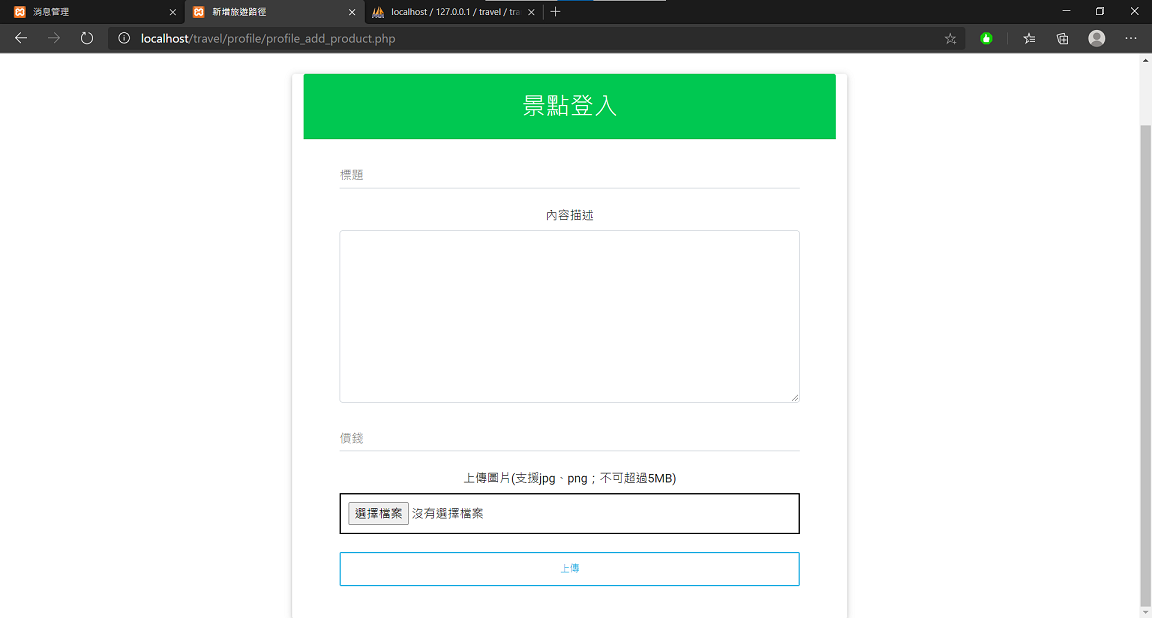 消息管理
新增旅遊路徑
localhost / 127.0.0.1 / travel / tra
localhost/travel/profile/profile_add_product.php
景點登入
標題
內容描述
價錢
上傳圖片(支援jpg、png；不可超過5MB)
選擇檔案 沒有選擇檔案
上傳